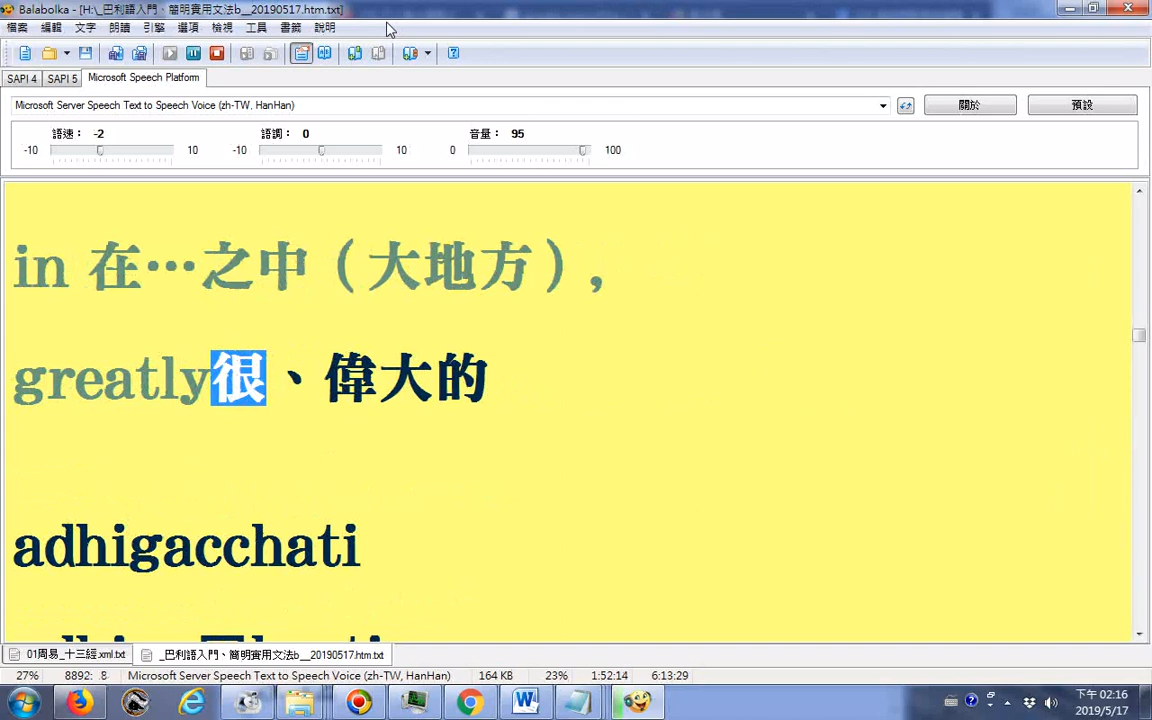 Balabolka - [H:\_巴利語入門、簡明實用文法b__20190517.htm.txt]
檔案 編輯 文字 朗讀 引擎 選項 檢視 工具 書籤 說明
SAPI 4 SAPI 5 Microsoft Speech Platform
Microsoft Server Speech Text to Speech Voice (zh-TW, HanHan) 關於 預設
語速： -2 語調： 0 音量： 95
-10 10 -10 10 0 100
in 在…之中（大地方），
greatly很、偉大的
adhigacchati
01周易_十三經.xml.txt _巴利語入門、簡明實用文法b__20190517.htm.txt
27% 8892: 8 Microsoft Server Speech Text to Speech Voice (zh-TW, HanHan) 164 KB 23% 1:52:14 6:13:29
下午 02:16
2019/5/17